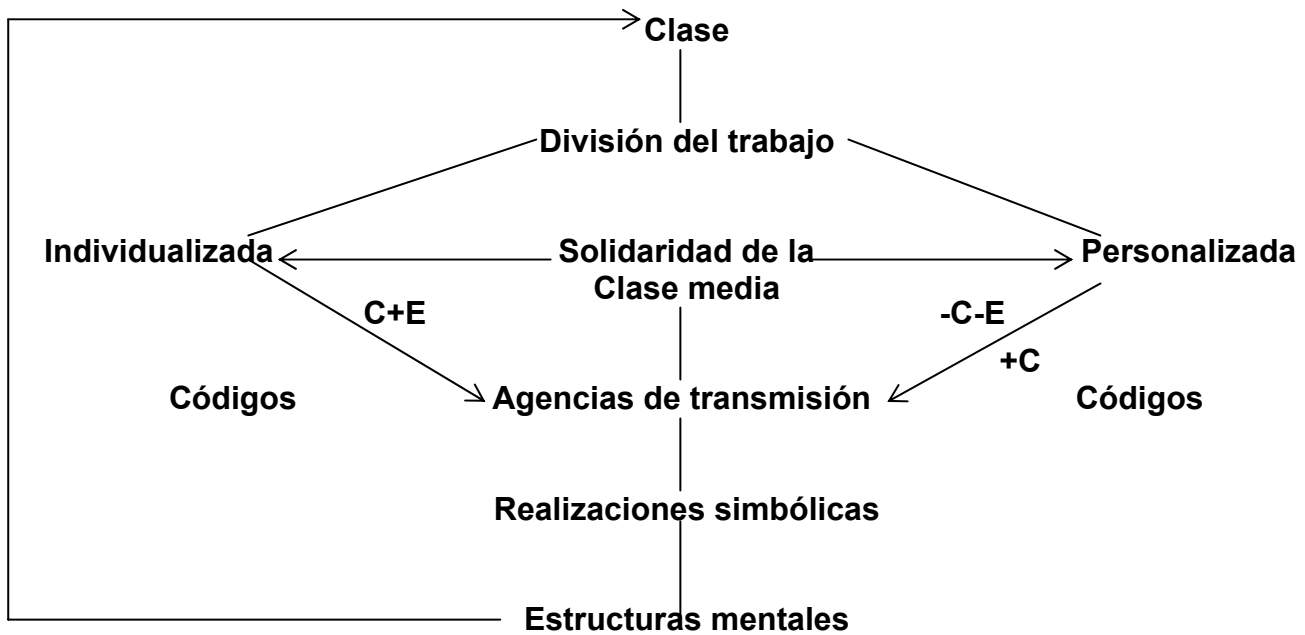 Clase
División del trabajo
Individualizada
Solidaridad de la
Clase media
Personalizada
C+E
-C-E
+C
Códigos
Agencias de transmisión
Códigos
Realizaciones simbólicas
Estructuras mentales